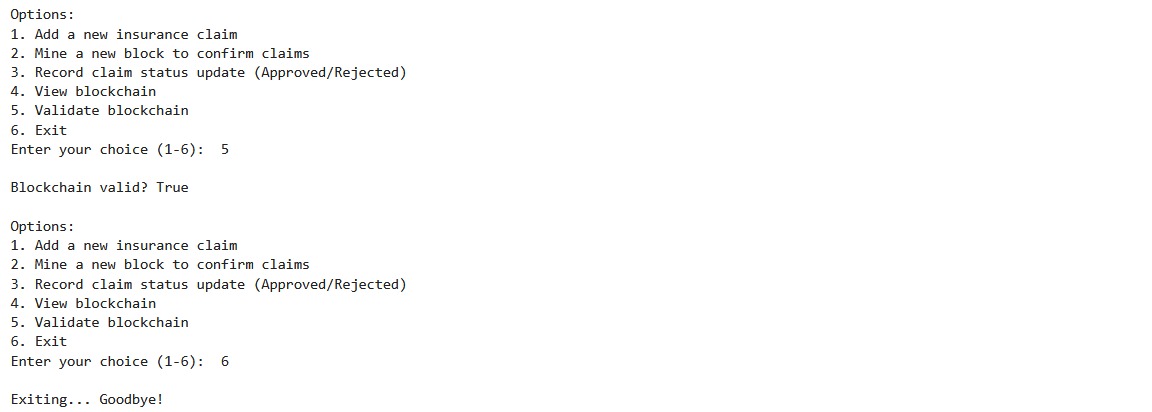 Options:
1. Add a new insurance claim
2. Mine a new block to confirm claims
3. Record claim status update (Approved/Rejected)
4. View blockchain
5. Validate blockchain
6. Exit
Enter your choice (1-6):  5
Blockchain valid? True
Options:
1. Add a new insurance claim
2. Mine a new block to confirm claims
3. Record claim status update (Approved/Rejected)
4. View blockchain
5. Validate blockchain
6. Exit
Enter your choice (1-6):  6
Exiting... Goodbye!